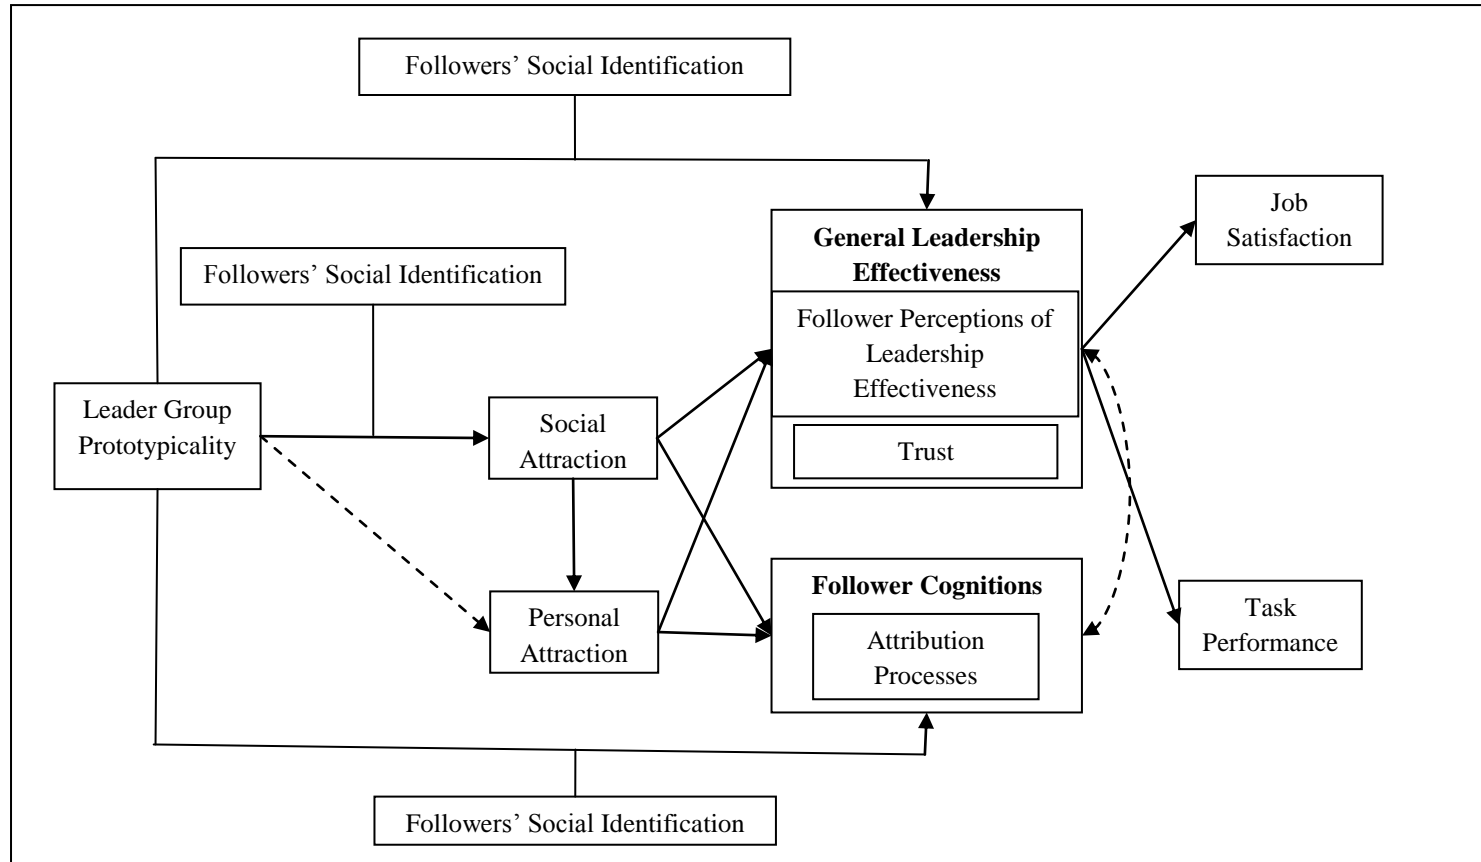 Followers’ Social Identification
Job
Satisfaction
General Leadership
Effectiveness
Followers’ Social Identification
Follower Perceptions of
Leadership
Effectiveness
Leader Group
Prototypicality
Social
Attraction
Trust
Follower Cognitions
Personal
Attraction
Attribution
Processes
Task
Performance
Followers’ Social Identification